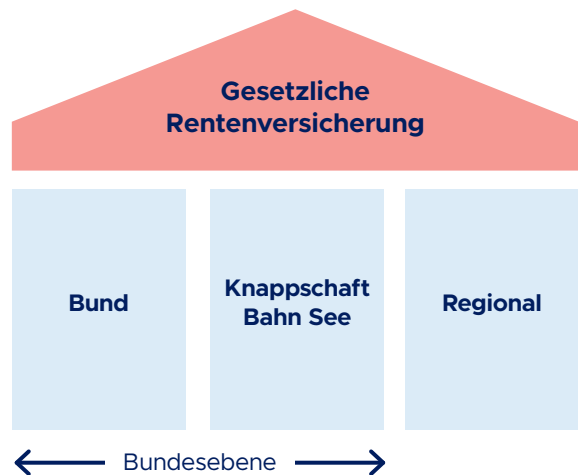 Gesetzliche
Rentenversicherung
Bund
Knappschaft
Bahn See
Regional
Bundesebene